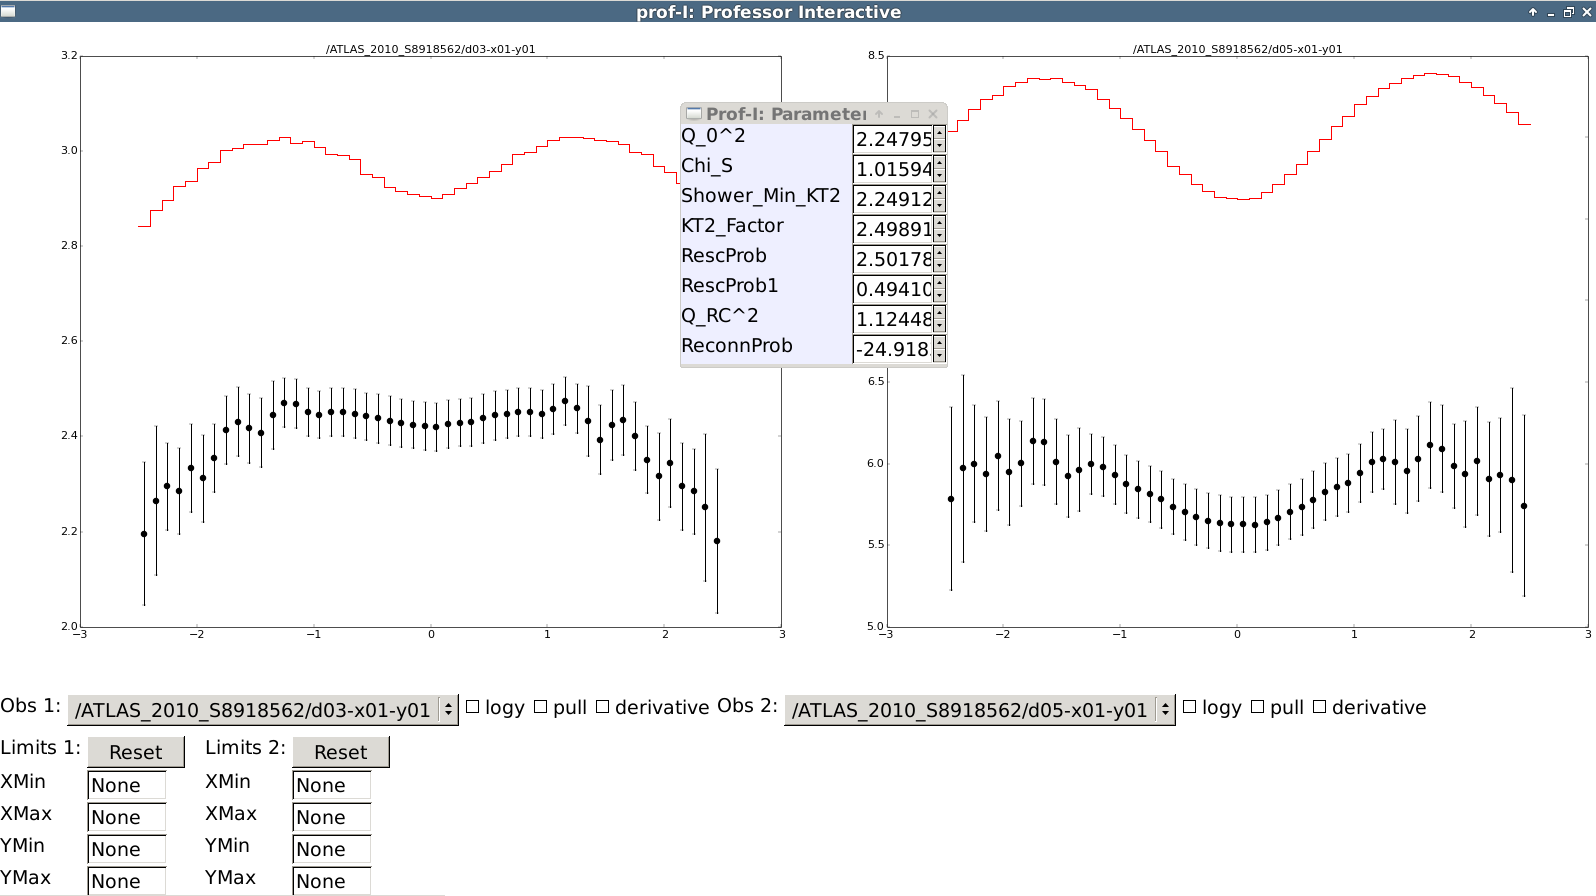 prof-I: Professor Interactive
/ATLAS_2010_S8918562/d03-x01-y01
3.2
3.0
2.8
2.6
2.4
2.2
2.0
−3 −2 −1 0 1 2 3
/ATLAS_2010_S8918562/d05-x01-y01
8.5
6.5
6.0
5.5
5.0
−3 −2 −1 0 1 2 3
Prof-I: Parameter
Q_0^2 2.24795
Chi_S 1.01594
Shower_Min_KT2 2.24912
KT2_Factor 2.49891
RescProb 2.50178
RescProb1 0.49410
Q_RC^2 1.12448
ReconnProb -24.918
Obs 1: /ATLAS_2010_S8918562/d03-x01-y01 logy pull derivative Obs 2: /ATLAS_2010_S8918562/d05-x01-y01 logy pull derivative
Limits 1: Reset Limits 2: Reset
XMin None XMin None
XMax None XMax None
YMin None YMin None
YMax None YMax None